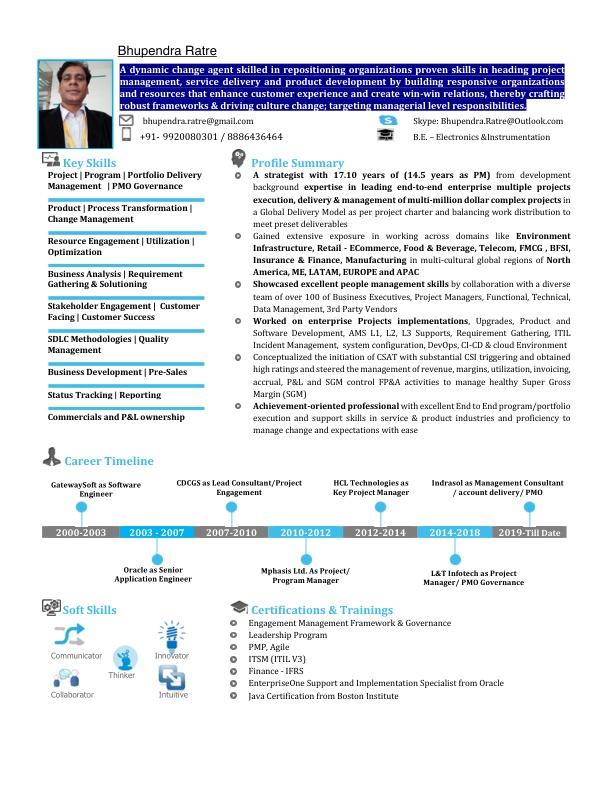 Bhupendra Ratre
A dynamic change agent skilled in repositioning organizations proven skills in heading project
management, service delivery and product development by building responsive organizations
and resources that enhance customer experience and create win-win relations, thereby crafting
robust frameworks & driving culture change; targeting managerial level responsibilities.
bhupendra.ratre@gmail.com
Skype: Bhupendra.Ratre@Outlook.com
+91- 9920080301 / 8886436464
B.E. – Electronics &Instrumentation
Key Skills
Project | Program | Portfolio Delivery
Management | PMO Governance
Product | Process Transformation |
Change Management
Resource Engagement | Utilization |
Optimization
Business Analysis | Requirement
Gathering & Solutioning
Stakeholder Engagement | Customer
Facing | Customer Success
SDLC Methodologies | Quality
Management
Business Development | Pre-Sales
Status Tracking | Reporting
Commercials and P&L ownership
Profile Summary
A strategist with 17.10 years of (14.5 years as PM) from development
background expertise in leading end-to-end enterprise multiple projects
execution, delivery & management of multi-million dollar complex projects in
a Global Delivery Model as per project charter and balancing work distribution to
meet preset deliverables
Gained extensive exposure in working across domains like Environment
Infrastructure, Retail - ECommerce, Food & Beverage, Telecom, FMCG , BFSI,
Insurance & Finance, Manufacturing in multi-cultural global regions of North
America, ME, LATAM, EUROPE and APAC
Showcased excellent people management skills by collaboration with a diverse
team of over 100 of Business Executives, Project Managers, Functional, Technical,
Data Management, 3rd Party Vendors
Worked on enterprise Projects implementations, Upgrades, Product and
Software Development, AMS L1, L2, L3 Supports, Requirement Gathering, ITIL
Incident Management, system configuration, DevOps, CI-CD & cloud Environment
Conceptualized the initiation of CSAT with substantial CSI triggering and obtained
high ratings and steered the management of revenue, margins, utilization, invoicing,
accrual, P&L and SGM control FP&A activities to manage healthy Super Gross
Margin (SGM)
Achievement-oriented professional with excellent End to End program/portfolio
execution and support skills in service & product industries and proficiency to
manage change and expectations with ease
Career Timeline
GatewaySoft as Software
Engineer
CDCGS as Lead Consultant/Project
Engagement
HCL Technologies as
Key Project Manager
Indrasol as Management Consultant
/ account delivery/ PMO
2000-2003 2003 - 2007 2007-2010 2010-2012 2012-2014 2014-2018 2019-Till Date
Oracle as Senior
Application Engineer
Mphasis Ltd. As Project/
Program Manager
L&T Infotech as Project
Manager/ PMO Governance
Soft Skills
Communicator
Innovator
Thinker
Collaborator
Intuitive
Certifications & Trainings
Engagement Management Framework & Governance
Leadership Program
PMP, Agile
ITSM (ITIL V3)
Finance - IFRS
EnterpriseOne Support and Implementation Specialist from Oracle
Java Certification from Boston Institute